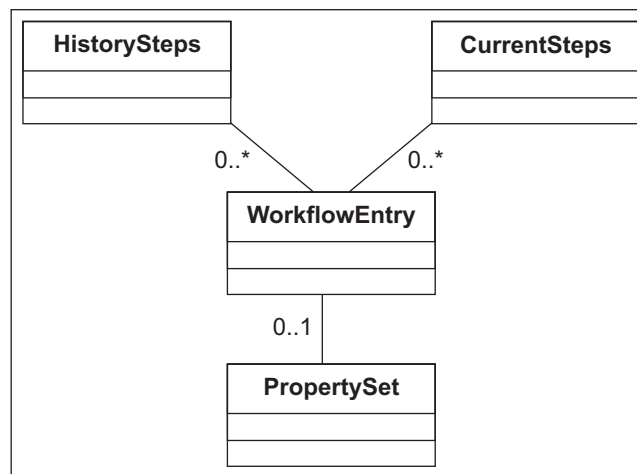 HistorySteps
CurrentSteps
0..*
0..*
WorkflowEntry
0..1
PropertySet